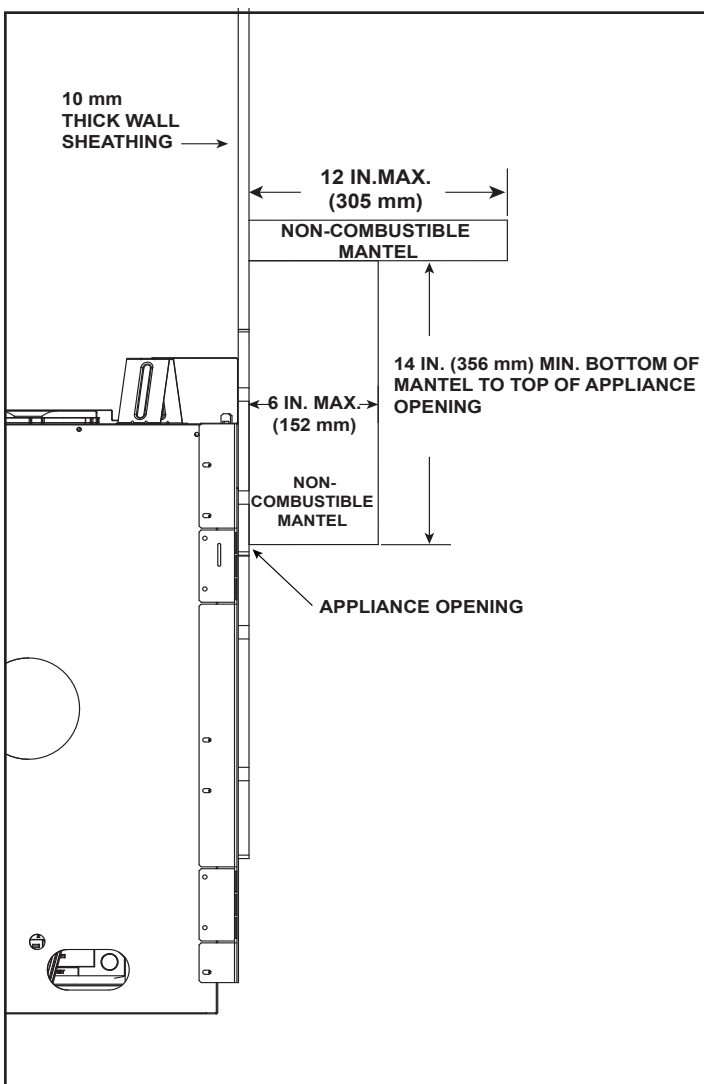 10 mm
THICK WALL
SHEATHING
12 IN.MAX.
(305 mm)
NON-COMBUSTIBLE
MANTEL
14 IN. (356 mm) MIN. BOTTOM OF
MANTEL TO TOP OF APPLIANCE
OPENING
6 IN. MAX.
(152 mm)
NON-
COMBUSTIBLE
MANTEL
APPLIANCE OPENING